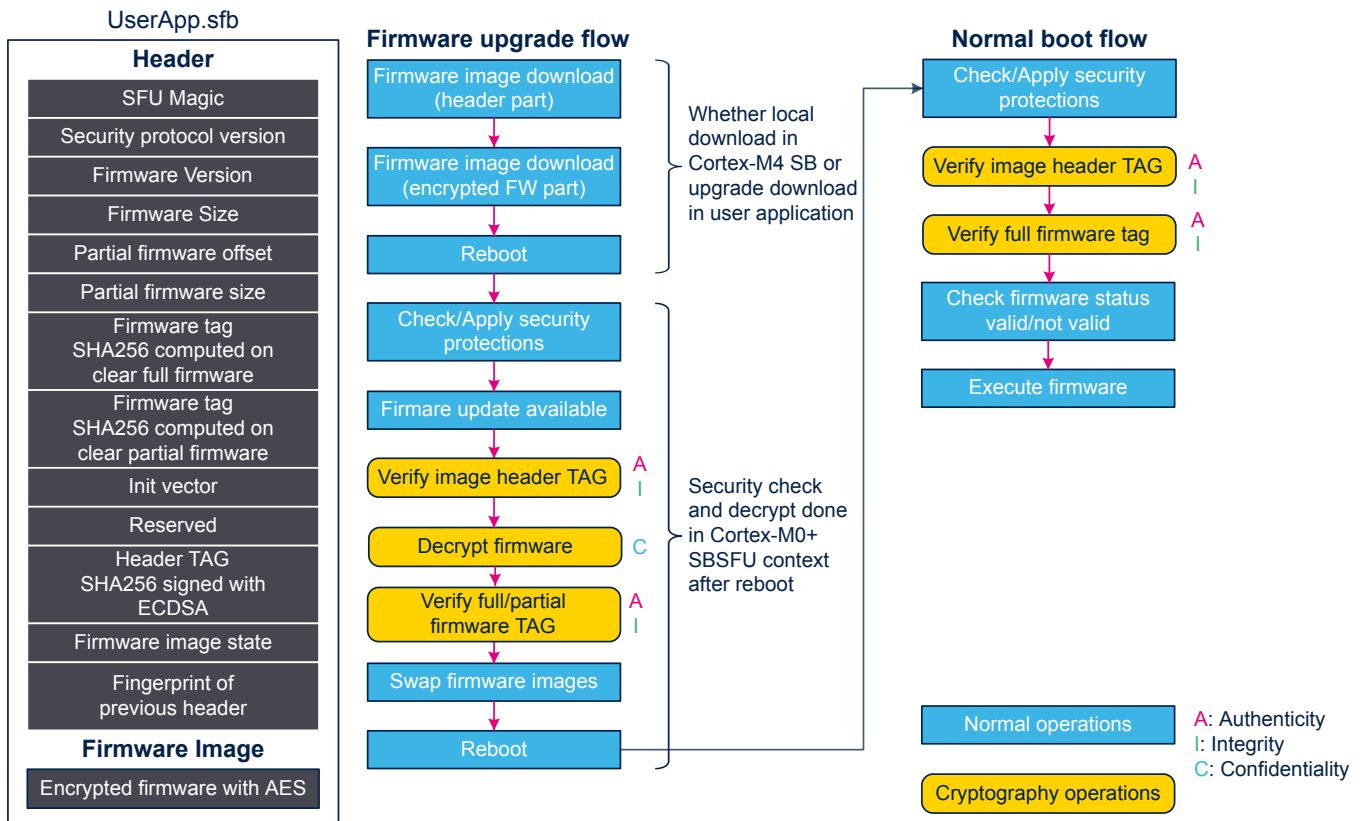 UserApp.sfb
Header
SFU Magic
Security protocol version
Firmware Version
Firmware Size
Partial firmware offset
Partial firmware size
Firmware tag
SHA256 computed on
clear full firmware
Firmware tag
SHA256 computed on
clear partial firmware
Init vector
Reserved
Header TAG
SHA256 signed with
ECDSA
Firmware image state
Fingerprint of
previous header
Firmware Image
Encrypted firmware with AES
Firmware upgrade flow
Firmware image download
(header part)
Firmware image download
(encrypted FW part)
Reboot
Whether local
download in
Cortex-M4 SB or
upgrade download
in user application
Check/Apply security
protections
Firmare update available
Verify image header TAG
A
I
Decrypt firmware
C
Verify full/partial
firmware TAG
A
I
Swap firmware images
Reboot
Security check
and decrypt done
in Cortex-M0+
SBSFU context
after reboot
Normal boot flow
Check/Apply security
protections
Verify image header TAG
A
I
Verify full firmware tag
A
I
Check firmware status
valid/not valid
Execute firmware
Normal operations
Cryptography operations
A: Authenticity
I: Integrity
C: Confidentiality